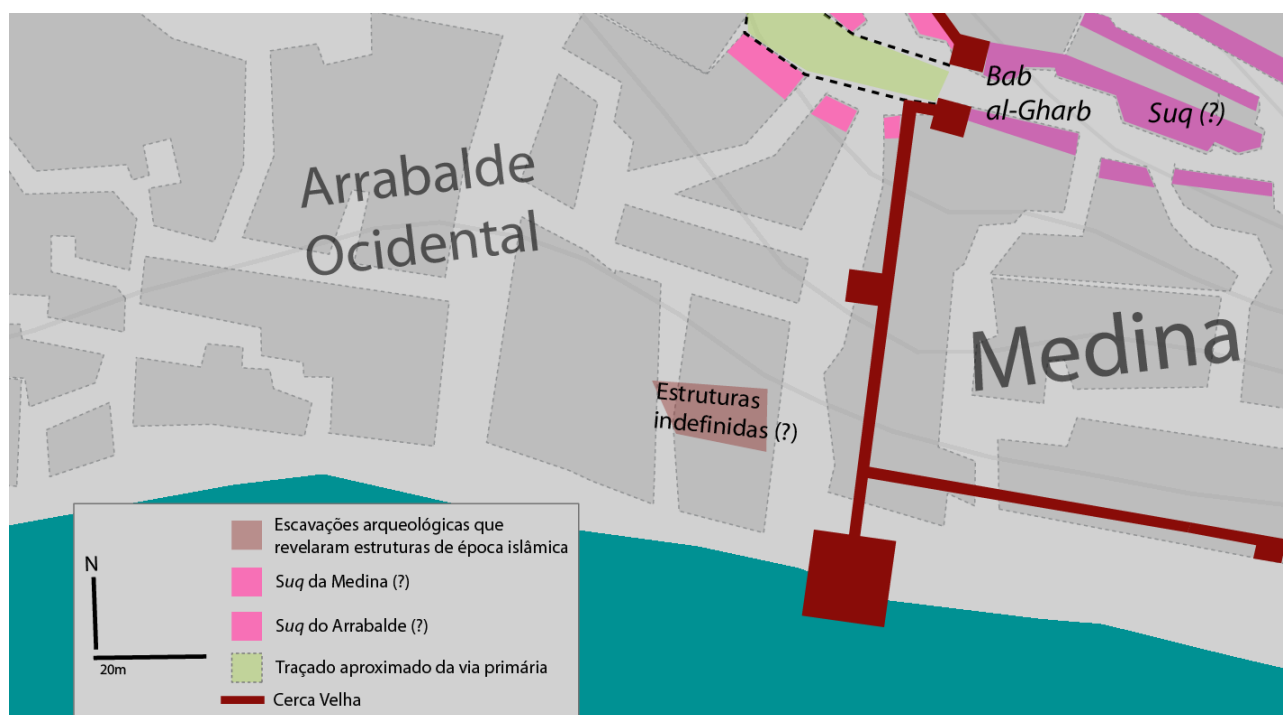 Bab
al-Gharb
Suq (?)
Arrabalde
Ocidental
Medina
Estruturas
indefinidas (?)
Escavações arqueológicas que
revelaram estruturas de época islâmica
Suq da Medina (?)
Suq do Arrabalde (?)
Traçado aproximado da via primária
Cerca Velha
N
20m